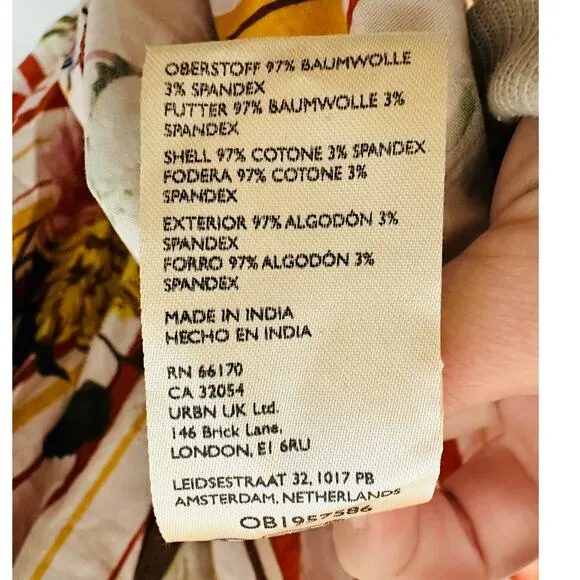 OBERSTOFF 97% BAUMWOLLE
3% SPANDEX
FUTTER 97% BAUMWOLLE 3%
SPANDEX
SHELL 97% COTONE 3% SPANDEX
FODERA 97% COTONE 3%
SPANDEX
EXTERIOR 97% ALGODÓN 3%
SPANDEX
FORRO 97% ALGODÓN 3%
SPANDEX
MADE IN INDIA
HECHO EN INDIA
RN 66170
CA 32054
URBN UK Ltd.
146 Brick Lane,
LONDON, E1 6RU
LEIDSESTRAAT 32, 1017 PB
AMSTERDAM, NETHERLANDS
OB1957586